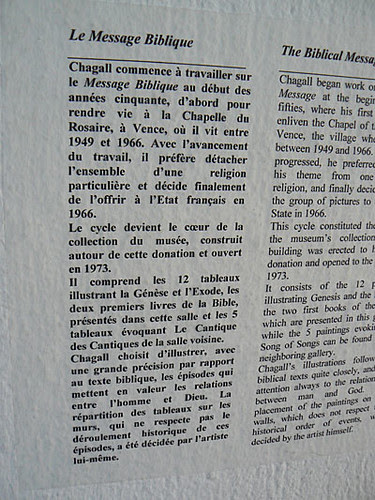 Le Message Biblique
Chagall commence à travailler sur
le Message Biblique au début des
années cinquante, d'abord pour
rendre vie à la Chapelle du
Rosaire, à Vence, où il vit entre
1949 et 1966. Avec l'avancement
du travail, il préfère détacher
l'ensemble d'une religion
particulière et décide finalement
de l'offrir à l'Etat français en
1966.
Le cycle devient le cœur de la
collection du musée, construit
autour de cette donation et ouvert
en 1973.
Il comprend les 12 tableaux
illustrant la Génèse et l'Exode, les
deux premiers livres de la Bible,
présentés dans cette salle et les 5
tableaux évoquant Le Cantique
des Cantiques de la salle voisine.
Chagall choisit d'illustrer, avec
une grande précision par rapport
au texte biblique, les épisodes qui
mettent en valeur les relations
entre l'homme et Dieu. La
répartition des tableaux sur les
murs, qui ne respecte pas le
déroulement historique de ces
épisodes, a été décidée par l'artiste
lui-même.
The Biblical
Chagall began work
Message at the
fifties, where his first
enliven the Chapel of
Vence, the village
between 1949 and 1966.
progressed, he preferred
his theme from one
religion, and finally
the group of pictures to
State in 1966.
This cycle constituted
the museum's
building was erected to
donation and opened to the
1973.
It consists of the 12
illustrating Genesis and the
the two first books of the
which are presented in this
while the 5 paintings
Song of Songs can be found
neighboring gallery.
Chagall's illustrations
biblical texts quite closely, and
attention always to the
between man and God.
placement of the paintings on
walls, which does not respect
historical order of events,
decided by the artist himself.